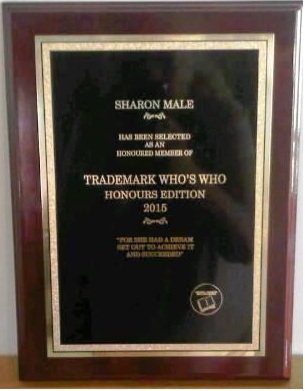 SHARON MALE
HAS BEEN SELECTED
AS AN
HONOURED MEMBER OF
TRADEMARK WHO'S WHO
HONOURS EDITION
2015
"FOR SHE HAD A DREAM
SET OUT TO ACHIEVE IT
AND SUCCEEDED"